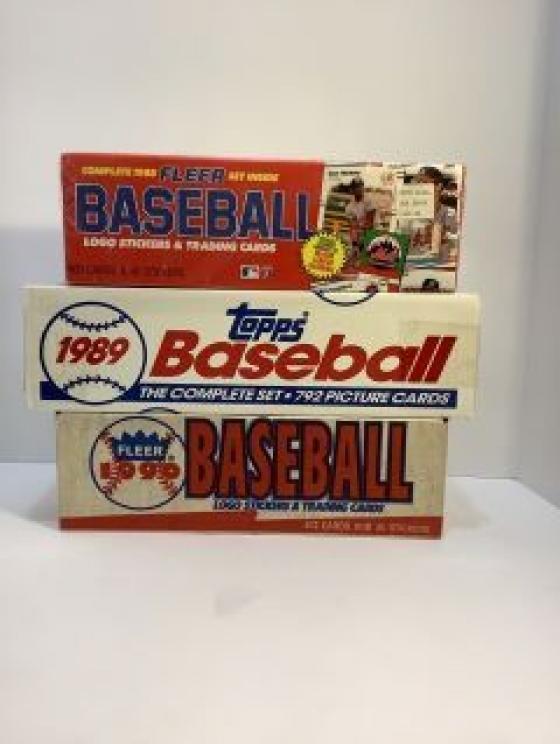 COMPLETE 1988 FLEER SET INSIDE
BASEBALL
LOGO STICKERS & TRADING CARDS
topps
1989 Baseball
THE COMPLETE SET • 792 PICTURE CARDS
FLEER
1990
BASEBALL
LOGO STICKERS & TRADING CARDS